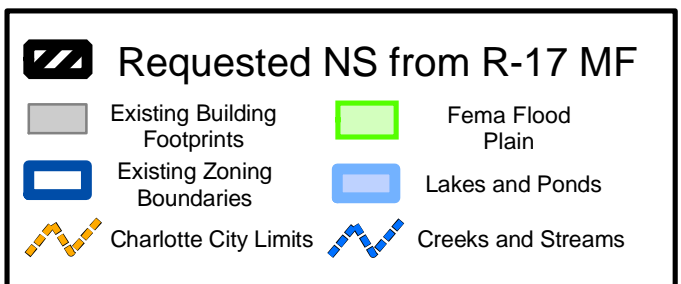 Requested NS from R-17 MF
Existing Building
Footprints
Fema Flood
Plain
Existing Zoning
Boundaries
Lakes and Ponds
Charlotte City Limits
Creeks and Streams